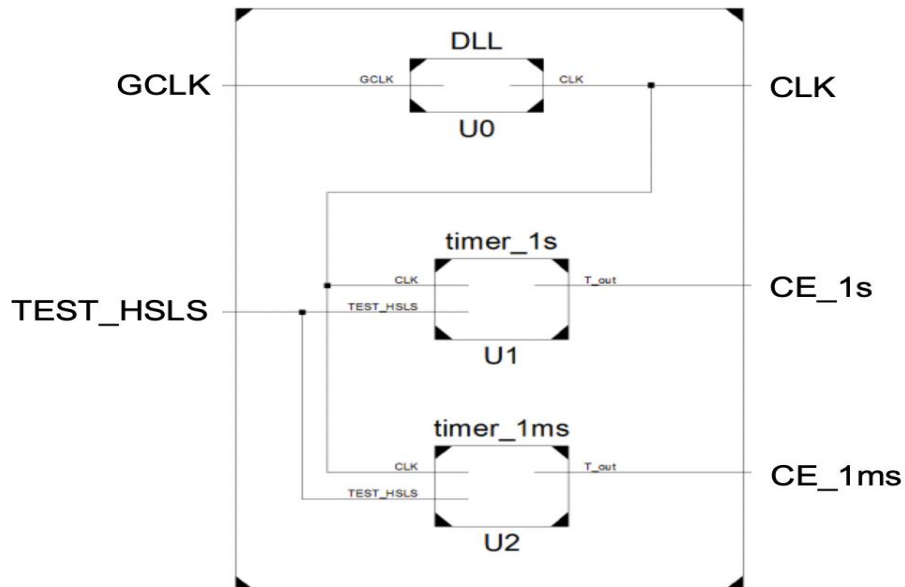 DLL
GCLK
GCLK
CLK
CLK
U0
timer_1s
CLK
T_out
CE_1s
TEST_HSLS
TEST_HSLS
U1
timer_1ms
CLK
T_out
CE_1ms
TEST_HSLS
U2